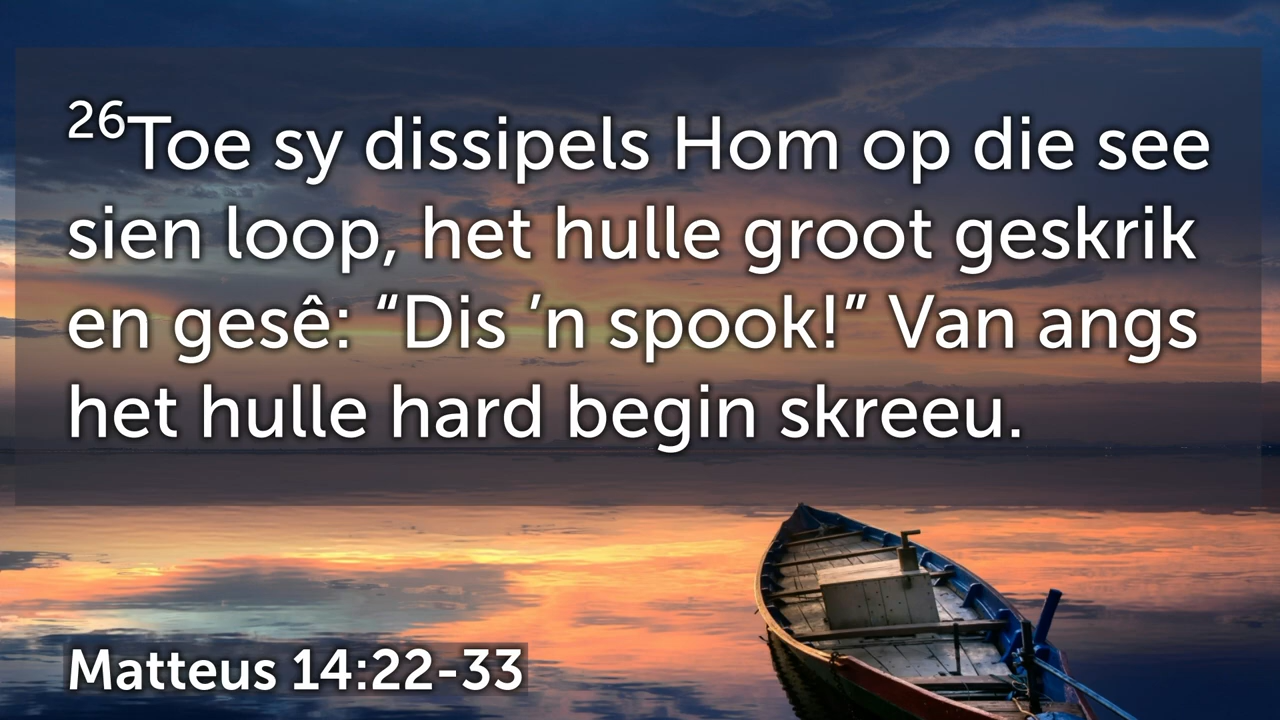 ²⁶Toe sy dissipels Hom op die see
sien loop, het hulle groot geskrik
en gesê: “Dis ’n spook!” Van angs
het hulle hard begin skreeu.
Matteus 14:22-33